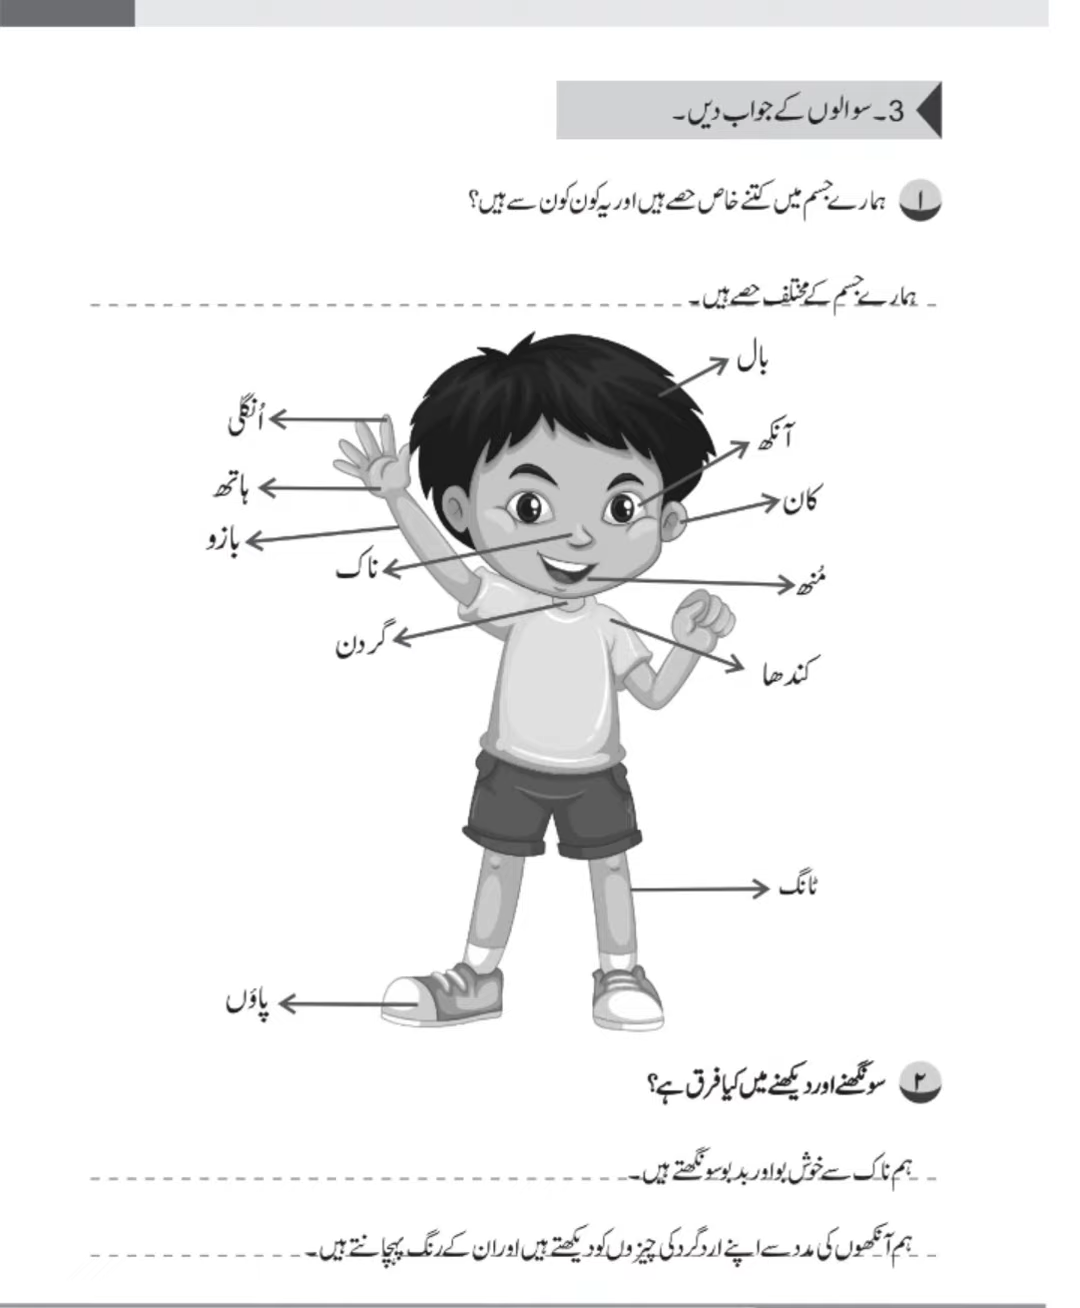 3۔ سوالوں کے جواب دیں۔
۱ ہمارے جسم میں کتنے خاص حصے ہیں اور یہ کون کون سے ہیں؟
ہمارے جسم کے مختلف حصے ہیں۔
بال
اُنگلی
آنکھ
ہاتھ
کان
بازو
ناک
مُنھ
گردن
کندھا
ٹانگ
پاؤں
۲ سونگھنے اور دیکھنے میں کیا فرق ہے؟
ہم ناک سے خوش بو اور بدبو سونگھتے ہیں۔
ہم آنکھوں کی مدد سے اپنے اردگرد کی چیزوں کو دیکھتے ہیں اور ان کے رنگ پہچانتے ہیں۔